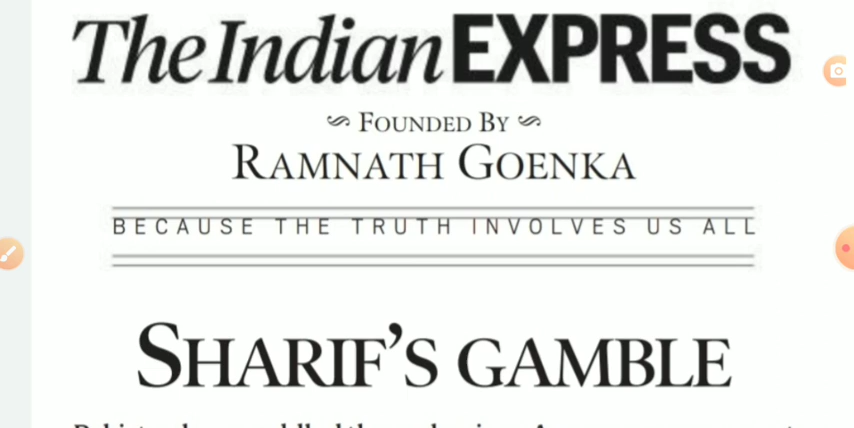 The Indian EXPRESS
FOUNDED BY
RAMNATH GOENKA
BECAUSE THE TRUTH INVOLVES US ALL
SHARIF'S GAMBLE